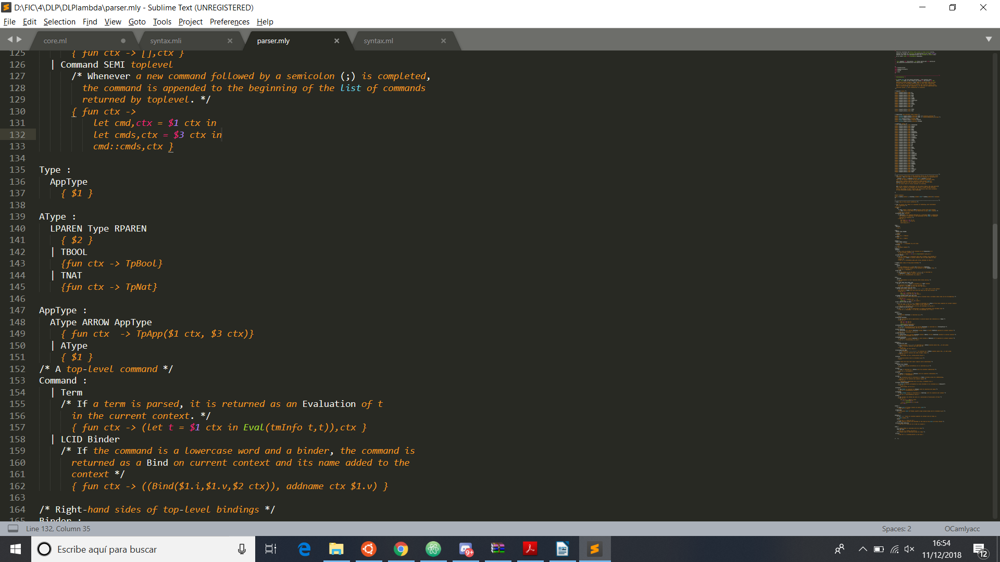 D:\FIC\4\DLP\DLPlambda\parser.mly - Sublime Text (UNREGISTERED)
File Edit Selection Find View Goto Tools Project Preferences Help
core.ml syntax.mli parser.mly syntax.ml
125 { fun ctx -> [],ctx }
126 | Command SEMI toplevel
127 /* Whenever a new command followed by a semicolon (;) is completed,
128 the command is appended to the beginning of the list of commands
129 returned by toplevel. */
130 { fun ctx ->
131 let cmd,ctx = $1 ctx in
132 let cmds,ctx = $3 ctx in
133 cmd::cmds,ctx }
134
135 Type :
136 AppType
137 { $1 }
138
139 AType :
140 LPAREN Type RPAREN
141 { $2 }
142 | TBOOL
143 {fun ctx -> TpBool}
144 | TNAT
145 {fun ctx -> TpNat}
146
147 AppType :
148 AType ARROW AppType
149 { fun ctx  -> TpApp($1 ctx, $3 ctx)}
150 | AType
151 { $1 }
152 /* A top-level command */
153 Command :
154 | Term
155 /* If a term is parsed, it is returned as an Evaluation of t
156 in the current context. */
157 { fun ctx -> (let t = $1 ctx in Eval(tmInfo t,t)),ctx }
158 | LCID Binder
159 /* If the command is a lowercase word and a binder, the command is
160 returned as a Bind on current context and its name added to the
161 context */
162 { fun ctx -> ((Bind($1.i,$1.v,$2 ctx)), addname ctx $1.v) }
163
164 /* Right-hand sides of top-level bindings */
165 Binder :
Line 132, Column 35 Spaces: 2 OCamlyacc
Escribe aquí para buscar
9+
16:54
11/12/2018
12